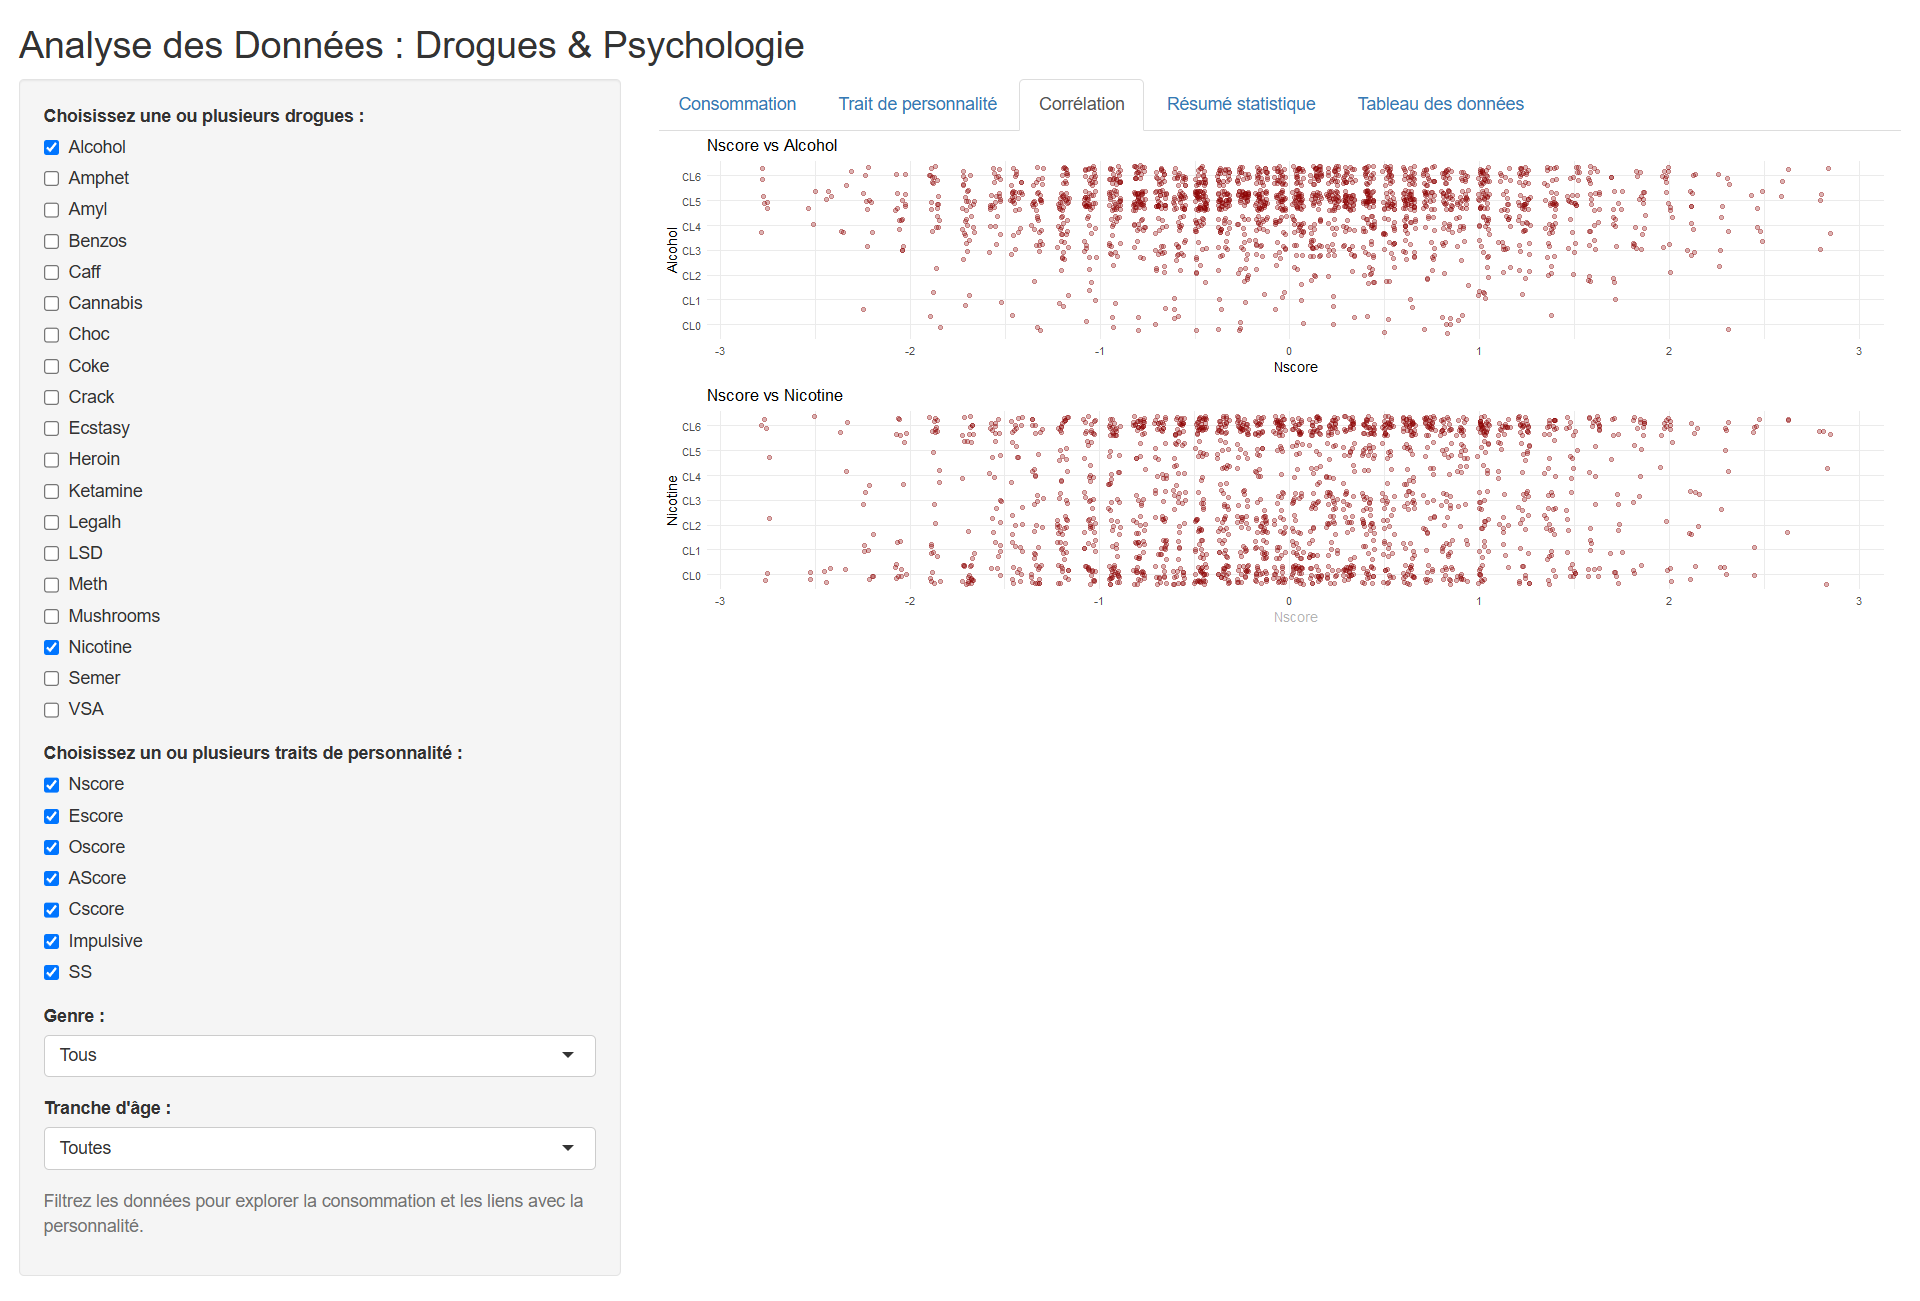 Analyse des Données : Drogues & Psychologie
Choisissez une ou plusieurs drogues :
Alcohol
Amphet
Amyl
Benzos
Caff
Cannabis
Choc
Coke
Crack
Ecstasy
Heroin
Ketamine
Legalh
LSD
Meth
Mushrooms
Nicotine
Semer
VSA
Choisissez un ou plusieurs traits de personnalité :
Nscore
Escore
Oscore
AScore
Cscore
Impulsive
SS
Genre :
Tous
Tranche d'âge :
Toutes
Filtrez les données pour explorer la consommation et les liens avec la
personnalité.
Consommation Trait de personnalité Corrélation Résumé statistique Tableau des données
Nscore vs Alcohol
Alcohol
CL6
CL5
CL4
CL3
CL2
CL1
CL0
-3 -2 -1 0 1 2 3
Nscore
Nscore vs Nicotine
Nicotine
CL6
CL5
CL4
CL3
CL2
CL1
CL0
-3 -2 -1 0 1 2 3
Nscore